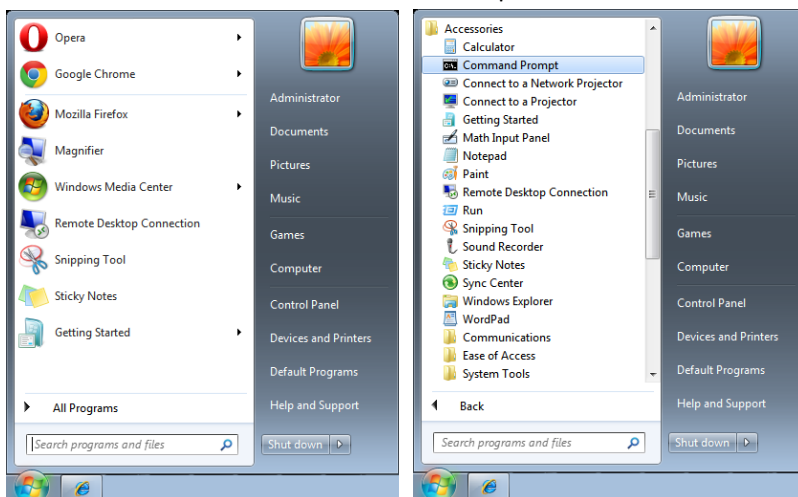 Opera
Google Chrome
Mozilla Firefox
Magnifier
Windows Media Center
Remote Desktop Connection
Snipping Tool
Sticky Notes
Getting Started
All Programs
Search programs and files
Administrator
Documents
Pictures
Music
Games
Computer
Control Panel
Devices and Printers
Default Programs
Help and Support
Shut down
Accessories
Calculator
Command Prompt
Connect to a Network Projector
Connect to a Projector
Getting Started
Math Input Panel
Notepad
Paint
Remote Desktop Connection
Run
Snipping Tool
Sound Recorder
Sticky Notes
Sync Center
Windows Explorer
WordPad
Communications
Ease of Access
System Tools
Back
Search programs and files
Administrator
Documents
Pictures
Music
Games
Computer
Control Panel
Devices and Printers
Default Programs
Help and Support
Shut down